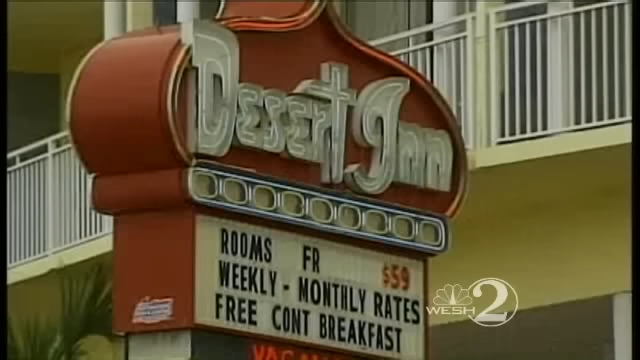 Desert Inn
ROOMS FR $59
WEEKLY - MONTHLY RATES
FREE CONT BREAKFAST
WESH 2